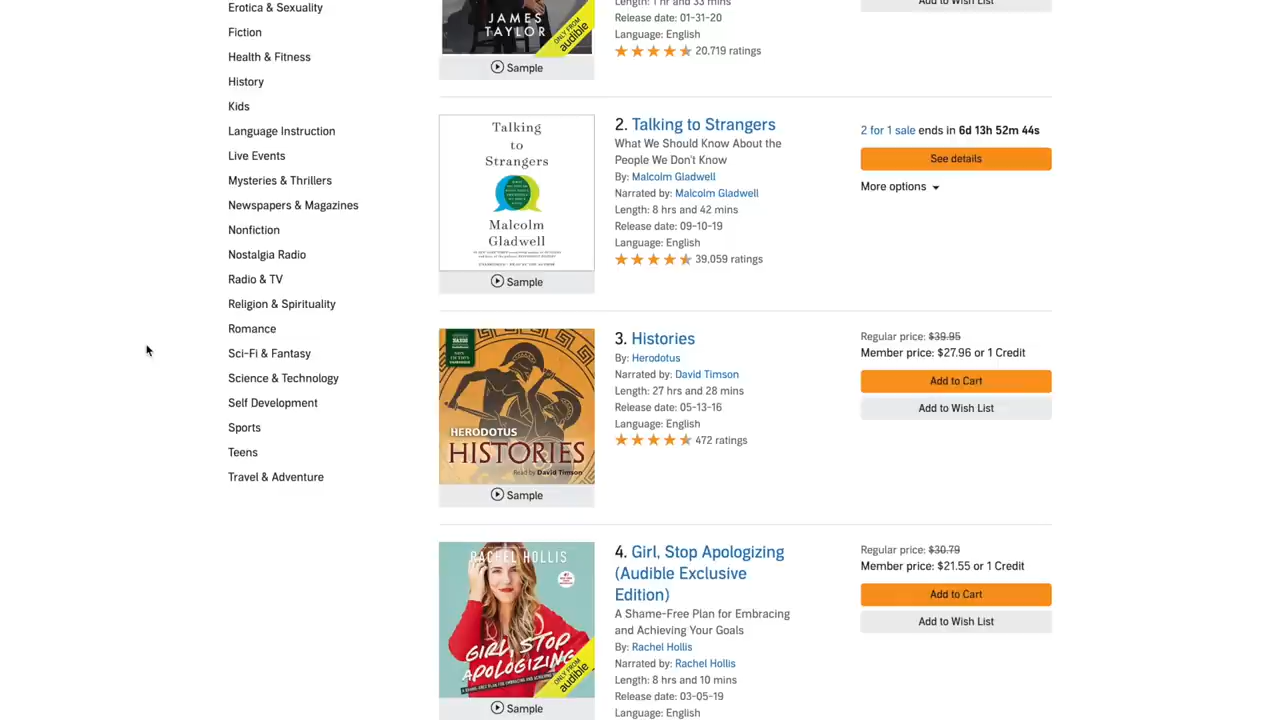 Erotica & Sexuality
Fiction
Health & Fitness
History
Kids
Language Instruction
Live Events
Mysteries & Thrillers
Newspapers & Magazines
Nonfiction
Nostalgia Radio
Radio & TV
Religion & Spirituality
Romance
Sci-Fi & Fantasy
Science & Technology
Self Development
Sports
Teens
Travel & Adventure
JAMES
TAYLOR
ONLY FROM
audible
Sample
Length: 1 hr and 33 mins
Release date: 01-31-20
Language: English
20,719 ratings
Add to Wish List
Talking
to
Strangers
Malcolm
Gladwell
Sample
2. Talking to Strangers
What We Should Know About the
People We Don't Know
By: Malcolm Gladwell
Narrated by: Malcolm Gladwell
Length: 8 hrs and 42 mins
Release date: 09-10-19
Language: English
39,059 ratings
2 for 1 sale ends in 6d 13h 52m 44s
See details
More options
HERODOTUS
HISTORIES
Read by David Timson
Sample
3. Histories
By: Herodotus
Narrated by: David Timson
Length: 27 hrs and 28 mins
Release date: 05-13-16
Language: English
472 ratings
Regular price: $39.95
Member price: $27.96 or 1 Credit
Add to Cart
Add to Wish List
RACHEL HOLLIS
GIRL, STOP
APOLOGIZING
ONLY FROM
audible
Sample
4. Girl, Stop Apologizing
(Audible Exclusive
Edition)
A Shame-Free Plan for Embracing
and Achieving Your Goals
By: Rachel Hollis
Narrated by: Rachel Hollis
Length: 8 hrs and 10 mins
Release date: 03-05-19
Language: English
Regular price: $30.79
Member price: $21.55 or 1 Credit
Add to Cart
Add to Wish List